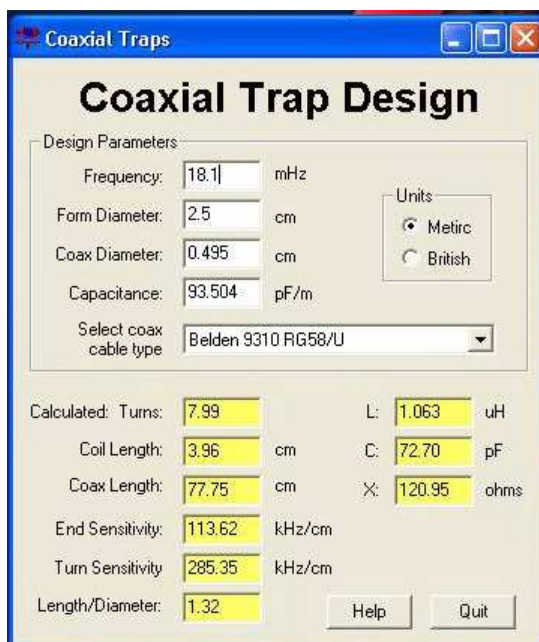 Coaxial Traps
Coaxial Trap Design
Design Parameters
Frequency: 18.1 mHz
Units
Form Diameter: 2.5 cm
Metirc
Coax Diameter: 0.495 cm
British
Capacitance: 93.504 pF/m
Select coax
cable type
Belden 9310 RG58/U
Calculated: Turns: 7.99 L: 1.063 uH
Coil Length: 3.96 cm C: 72.70 pF
Coax Length: 77.75 cm X: 120.95 ohms
End Sensitivity: 113.62 kHz/cm
Turn Sensitivity 285.35 kHz/cm
Length/Diameter: 1.32 Help Quit